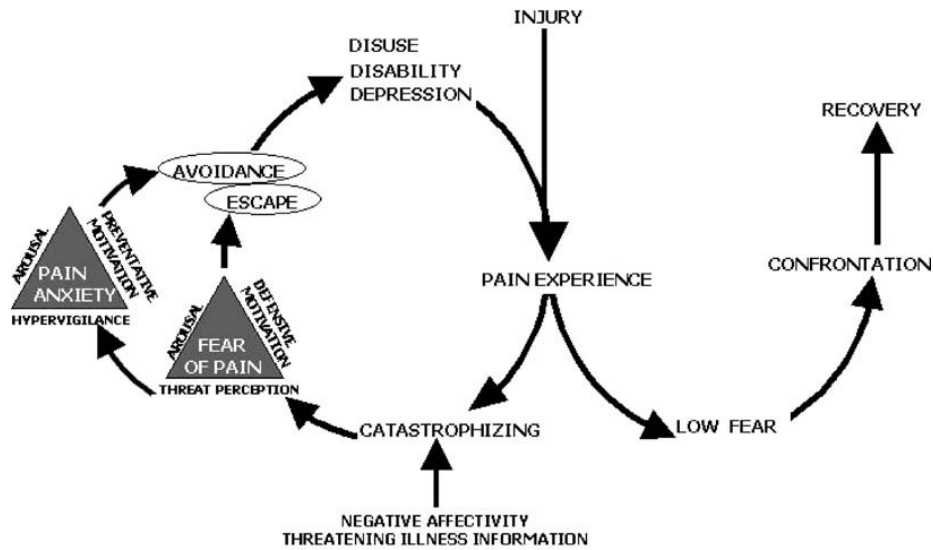 INJURY
DISUSE
DISABILITY
DEPRESSION
RECOVERY
AVOIDANCE
ESCAPE
AROUSAL
PREVENTATIVE
MOTIVATION
PAIN
ANXIETY
HYPERVIGILANCE
PAIN EXPERIENCE
CONFRONTATION
AROUSAL
DEFENSIVE
MOTIVATION
FEAR
OF PAIN
THREAT PERCEPTION
CATASTROPHIZING
LOW FEAR
NEGATIVE AFFECTIVITY
THREATENING ILLNESS INFORMATION